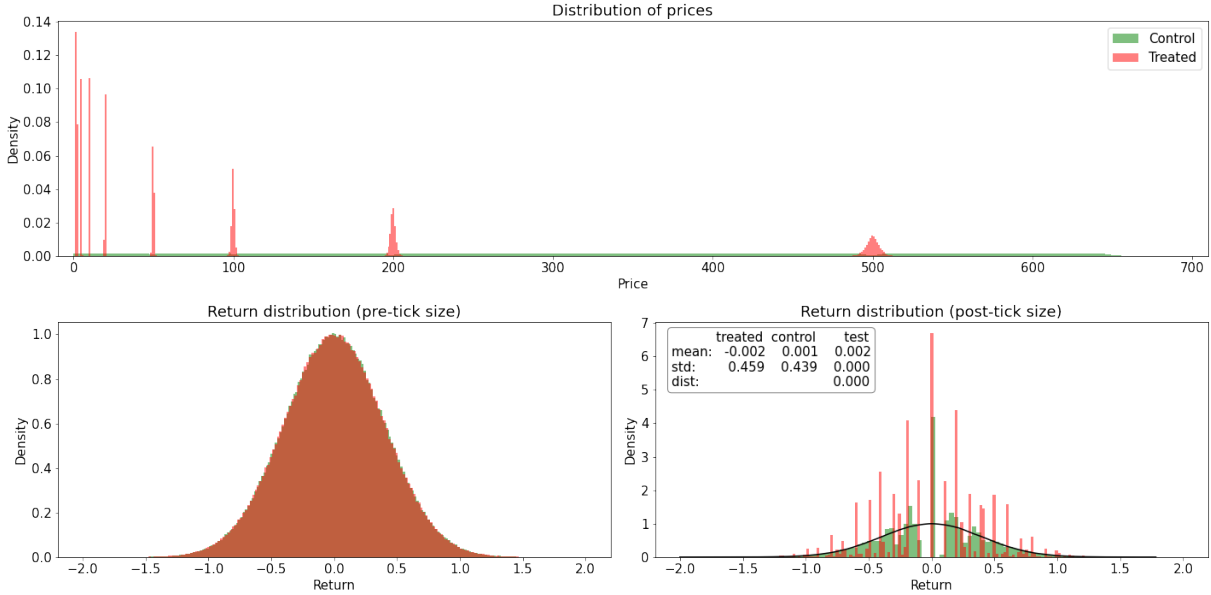 Distribution of prices
0.14
0.12
0.10
0.08
0.06
0.04
0.02
0.00
Density
Control
Treated
0 100 200 300 400 500 600 700
Price
Return distribution (pre-tick size)
1.0
0.8
0.6
0.4
0.2
0.0
Density
-2.0 -1.5 -1.0 -0.5 0.0 0.5 1.0 1.5 2.0
Return
Return distribution (post-tick size)
7
6
5
4
3
2
1
0
Density
treated control test
mean: -0.002 0.001 0.002
std: 0.459 0.439 0.000
dist: 0.000
-2.0 -1.5 -1.0 -0.5 0.0 0.5 1.0 1.5 2.0
Return